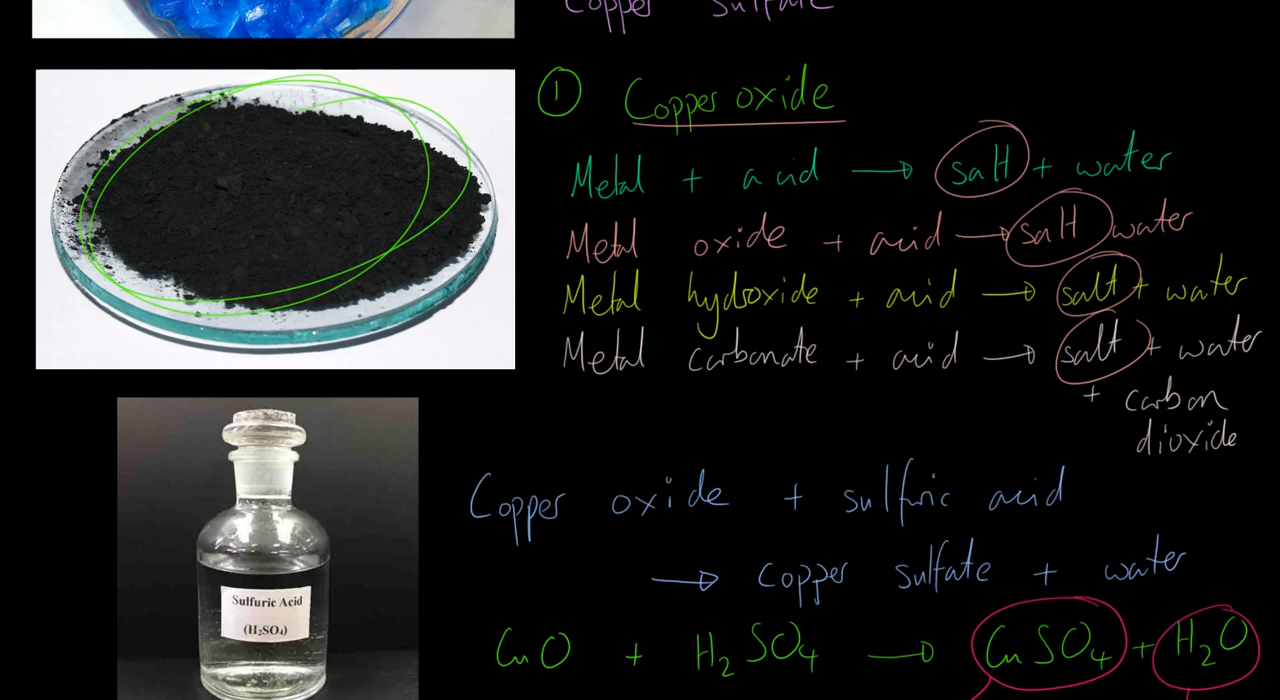 Copper sulfate
① Copper oxide
Metal + acid → salt + water
Metal oxide + acid → salt water
Metal hydroxide + acid → salt + water
Metal carbonate + acid → salt + water
+ carbon
dioxide
Sulfuric Acid
(H₂SO₄)
Copper oxide + sulfuric acid
→ copper sulfate + water
CuO + H₂SO₄ → CuSO₄ + H₂O